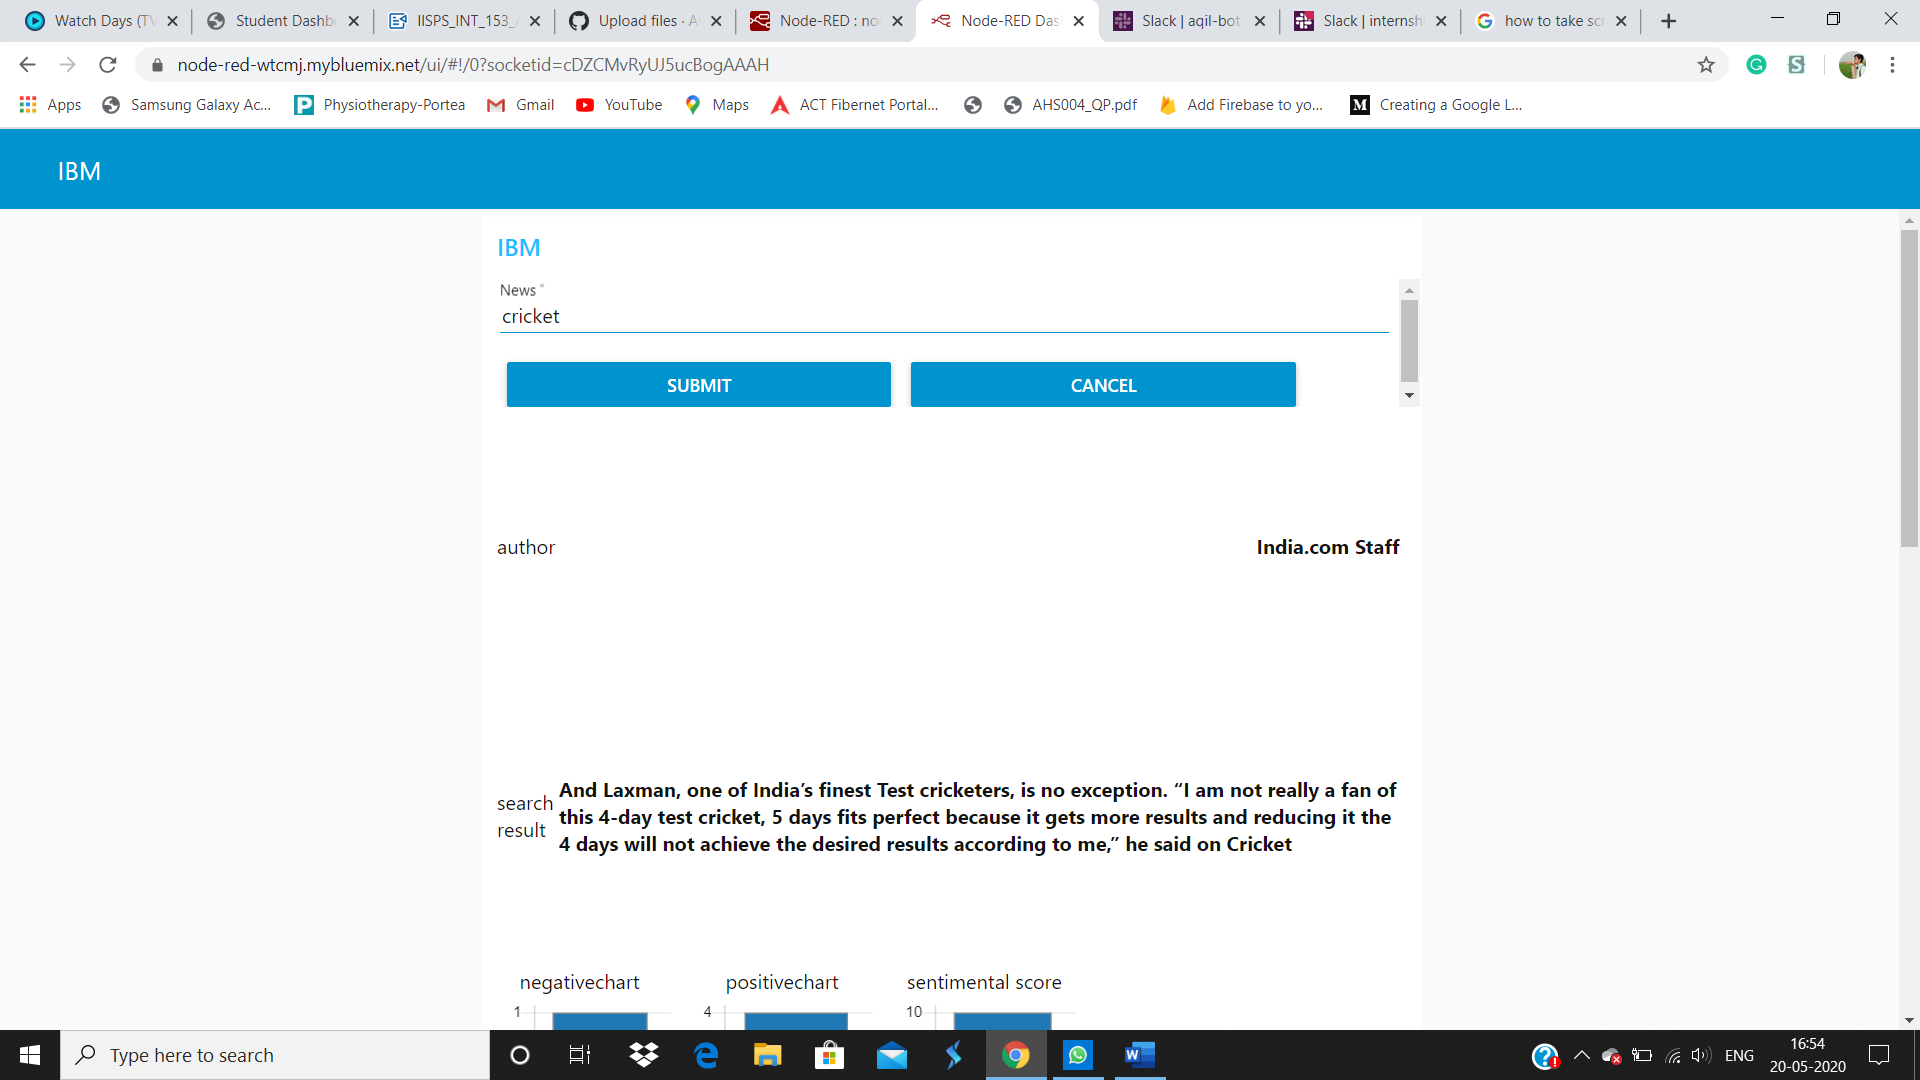 Watch Days (TV
Student Dashbo
IISPS_INT_153_
Upload files · A
Node-RED : no
Node-RED Das
Slack | aqil-bot
Slack | internsh
how to take scr
node-red-wtcmj.mybluemix.net/ui/#!/0?socketid=cDZCMvRyUJ5ucBogAAAH
Apps
Samsung Galaxy Ac...
Physiotherapy-Portea
Gmail
YouTube
Maps
ACT Fibernet Portal...
AHS004_QP.pdf
Add Firebase to yo...
Creating a Google L...
IBM
IBM
News *
cricket
SUBMIT
CANCEL
author
India.com Staff
search
result
And Laxman, one of India’s finest Test cricketers, is no exception. “I am not really a fan of
this 4-day test cricket, 5 days fits perfect because it gets more results and reducing it the
4 days will not achieve the desired results according to me,” he said on Cricket
negativechart
positivechart
sentimental score
1
4
10
Type here to search
ENG
16:54
20-05-2020